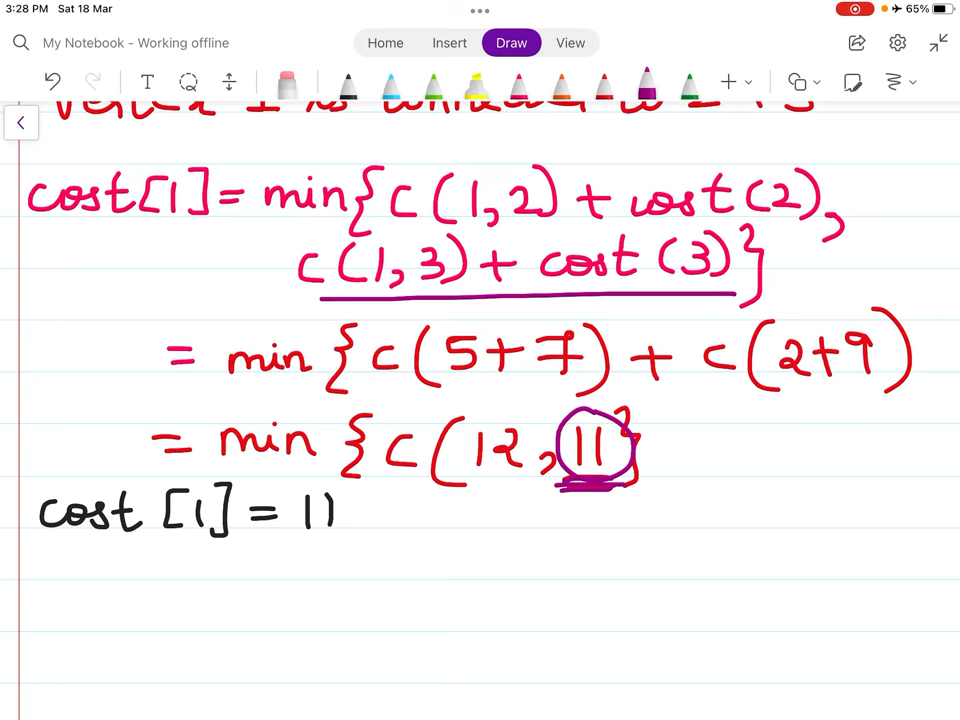 3:28 PM Sat 18 Mar
65%
My Notebook - Working offline
Home Insert Draw View
T
cost[1] = min{c(1,2) + cost(2),
c(1,3) + cost(3)}
= min{c(5+7) + c(2+9)
= min{c(12, 11}
cost [1] = 11